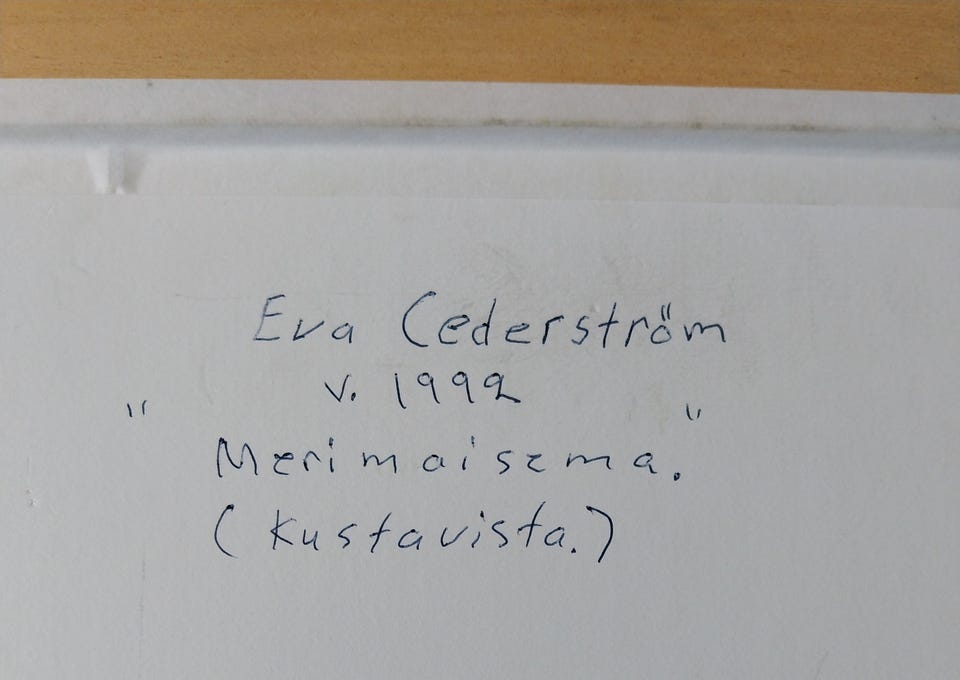 Eva Cederström
v. 1992
"Merimaisema."
(Kustavista.)